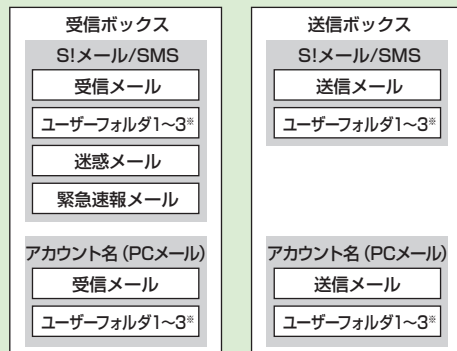 受信ボックス
S!メール/SMS
受信メール
ユーザーフォルダ1~3※
迷惑メール
緊急速報メール
アカウント名(PCメール)
受信メール
ユーザーフォルダ1~3※
送信ボックス
S!メール/SMS
送信メール
ユーザーフォルダ1~3※
アカウント名(PCメール)
送信メール
ユーザーフォルダ1~3※